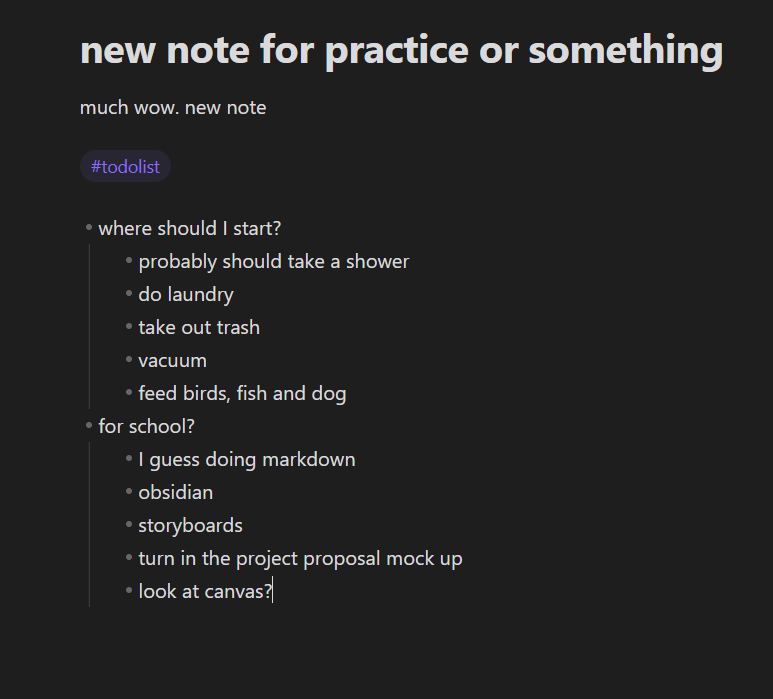 new note for practice or something
much wow. new note
#todolist
where should I start?
probably should take a shower
do laundry
take out trash
vacuum
feed birds, fish and dog
for school?
I guess doing markdown
obsidian
storyboards
turn in the project proposal mock up
look at canvas?